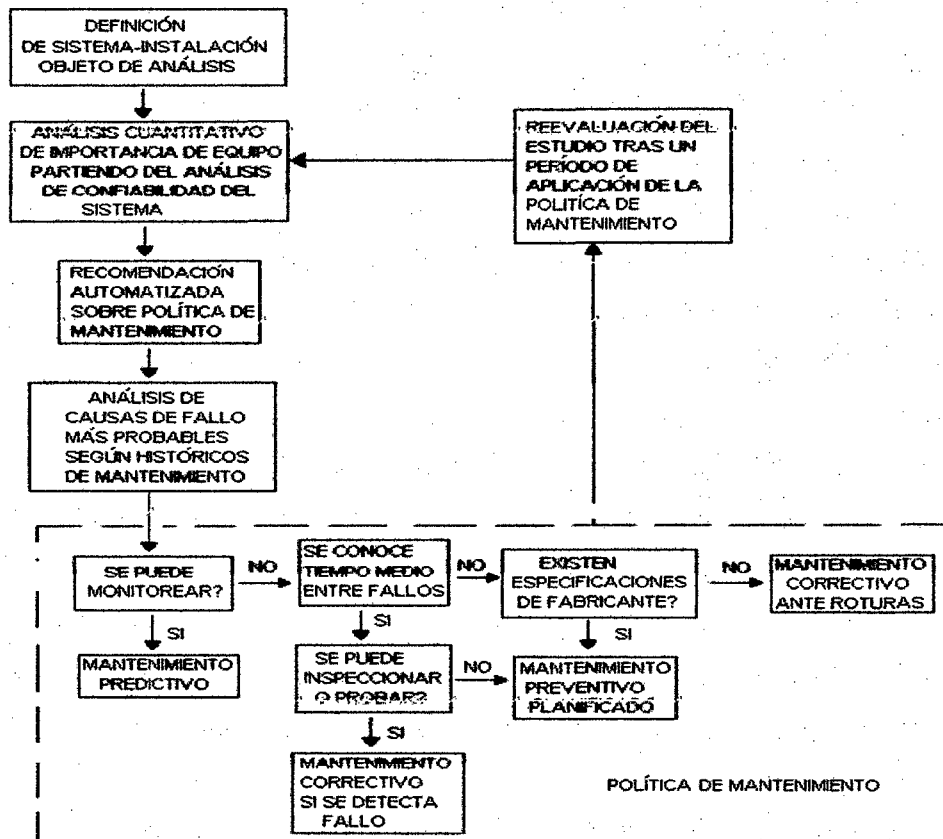 DEFINICIÓN
DE SISTEMA-INSTALACIÓN
OBJETO DE ANÁLISIS
ANÁLISIS CUANTITATIVO
DE IMPORTANCIA DE EQUIPO
PARTIENDO DEL ANÁLISIS
DE CONFIABILIDAD DEL
SISTEMA
REEVALUACIÓN DEL
ESTUDIO TRAS UN
PERÍODO DE
APLICACIÓN DE LA
POLITÍCA DE
MANTENIMIENTO
RECOMENDACIÓN
AUTOMATIZADA
SOBRE POLÍTICA DE
MANTENIMIENTO
ANÁLISIS DE
CAUSAS DE FALLO
MÁS PROBABLES
SEGÚN HISTÓRICOS
DE MANTENIMIENTO
SE PUEDE
MONITOREAR?
NO
SE CONOCE
TIEMPO MEDIO
ENTRE FALLOS
NO
EXISTEN
ESPECIFICACIONES
DE FABRICANTE?
NO
MANTENIMIENTO
CORRECTIVO
ANTE ROTURAS
SI
SI
SI
MANTENIMIENTO
PREDICTIVO
SE PUEDE
INSPECCIONAR
O PROBAR?
NO
MANTENIMIENTO
PREVENTIVO
PLANIFICADO
SI
MANTENIMIENTO
CORRECTIVO
SI SE DETECTA
FALLO
POLÍTICA DE MANTENIMIENTO